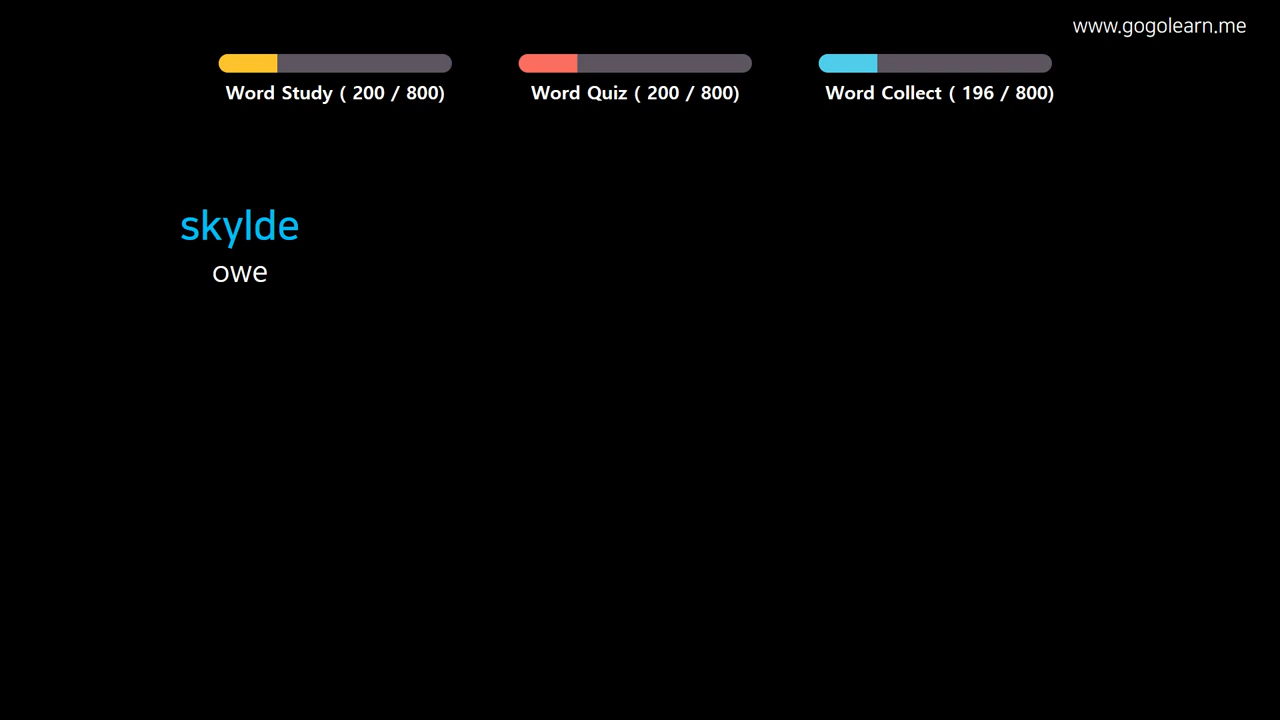 www.gogolearn.me
Word Study ( 200 / 800)
Word Quiz ( 200 / 800)
Word Collect ( 196 / 800)
skylde
owe